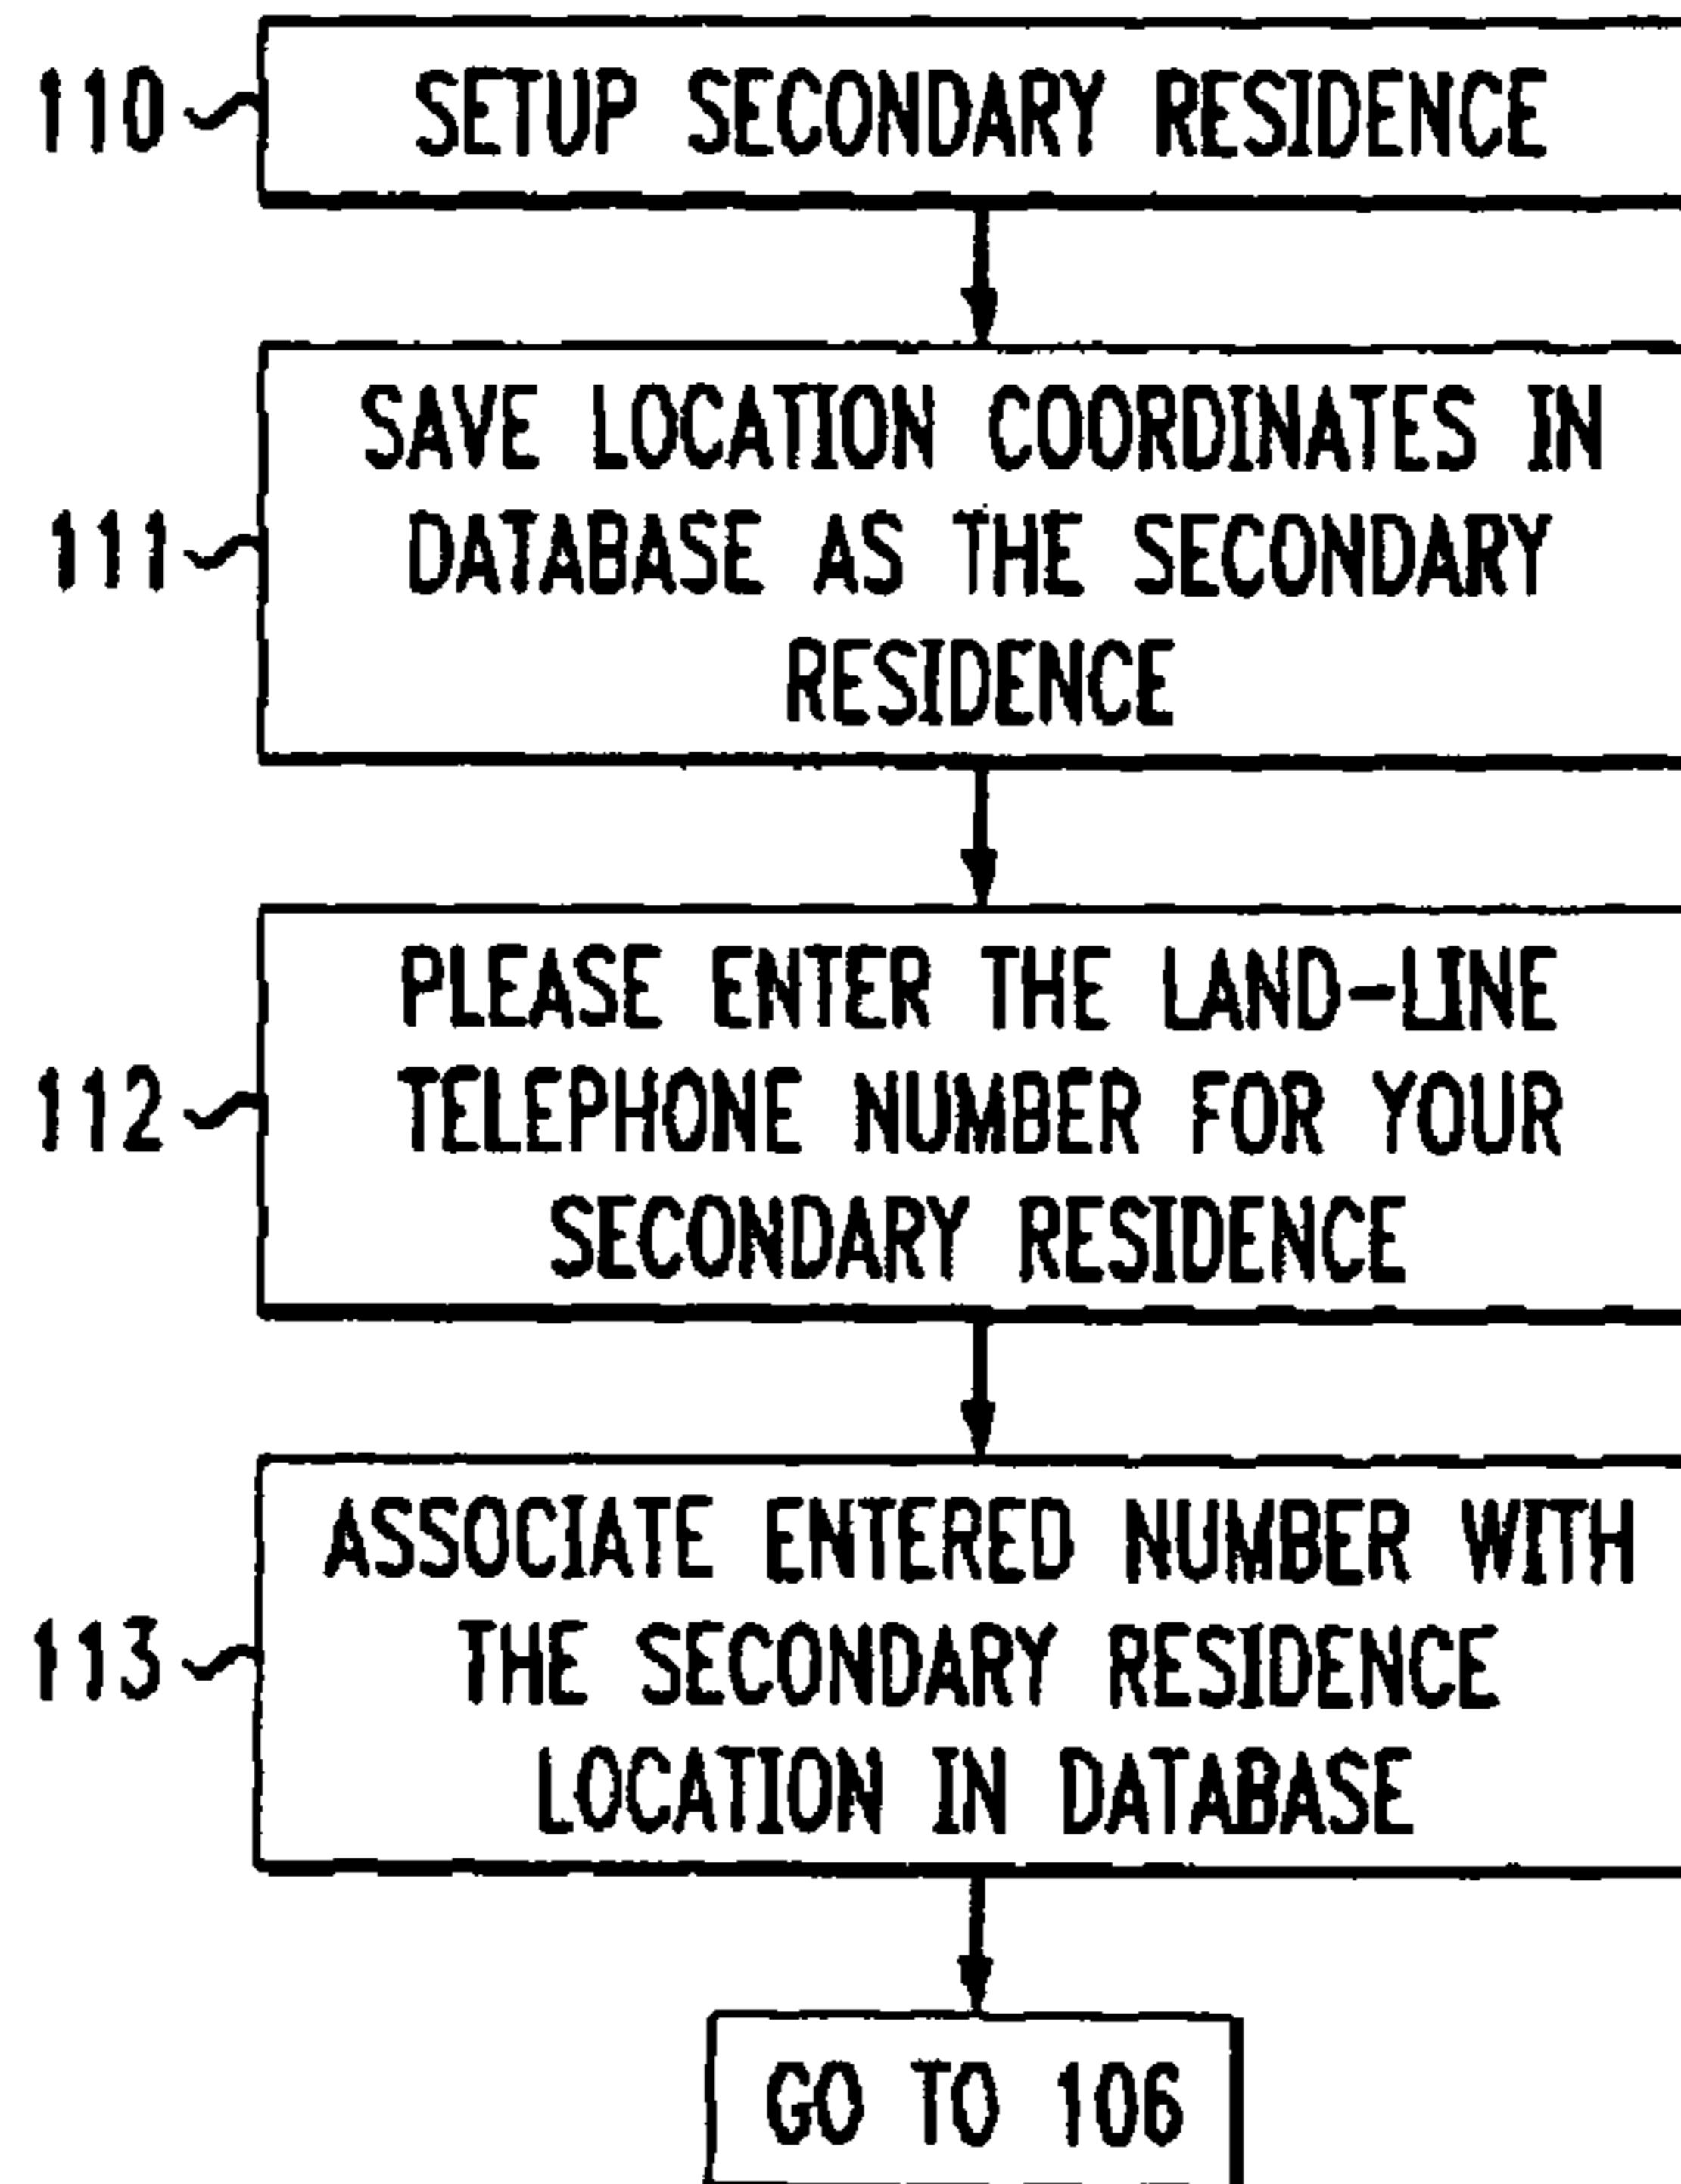 110 SETUP SECONDARY RESIDENCE
SAVE LOCATION COORDINATES IN
111 DATABASE AS THE SECONDARY
RESIDENCE
PLEASE ENTER THE LAND-LINE
112 TELEPHONE NUMBER FOR YOUR
SECONDARY RESIDENCE
ASSOCIATE ENTERED NUMBER WITH
113 THE SECONDARY RESIDENCE
LOCATION IN DATABASE
GO TO 106